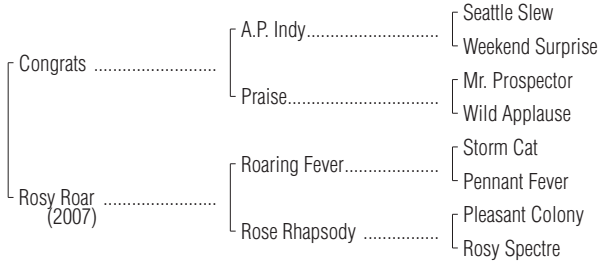 Seattle Slew
A.P. Indy..............................
Weekend Surprise
Congrats ............................
Mr. Prospector
Praise...................................
Wild Applause
Storm Cat
Roaring Fever.....................
Pennant Fever
Rosy Roar ..........................
(2007)
Pleasant Colony
Rose Rhapsody .................
Rosy Spectre